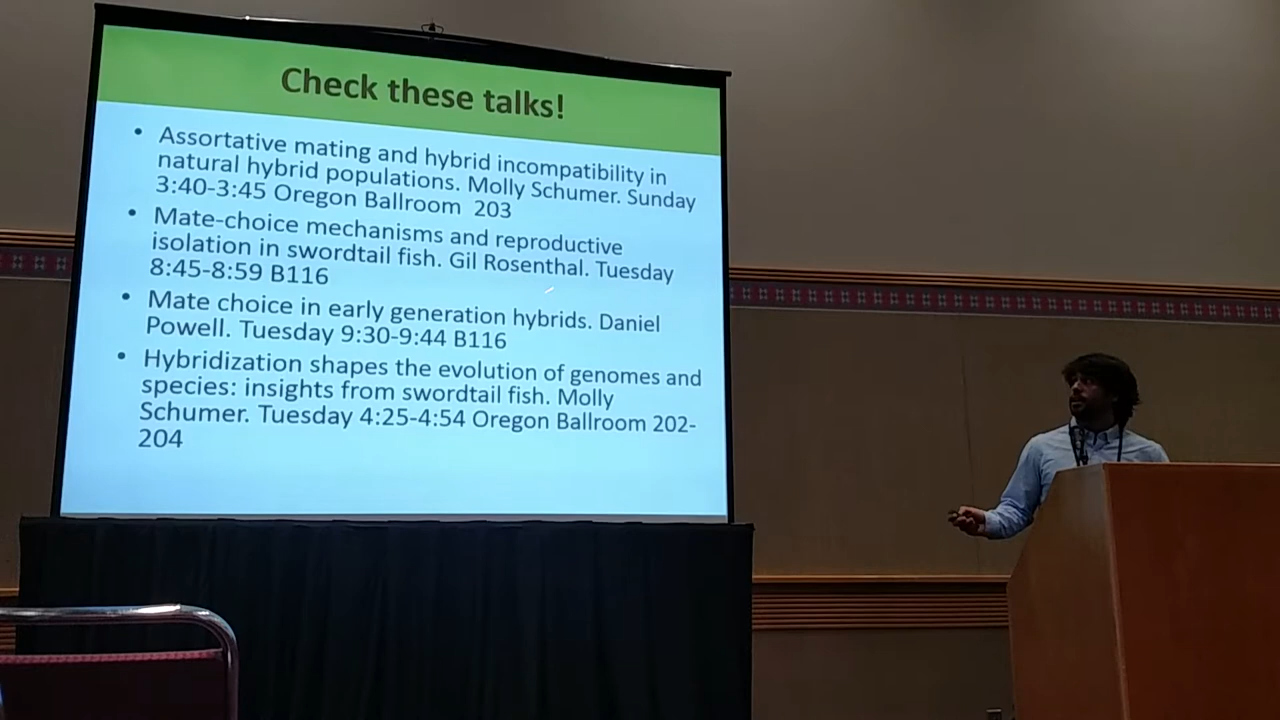 Check these talks!
• Assortative mating and hybrid incompatibility in
natural hybrid populations. Molly Schumer. Sunday
3:40-3:45 Oregon Ballroom 203
• Mate-choice mechanisms and reproductive
isolation in swordtail fish. Gil Rosenthal. Tuesday
8:45-8:59 B116
• Mate choice in early generation hybrids. Daniel
Powell. Tuesday 9:30-9:44 B116
• Hybridization shapes the evolution of genomes and
species: insights from swordtail fish. Molly
Schumer. Tuesday 4:25-4:54 Oregon Ballroom 202-
204